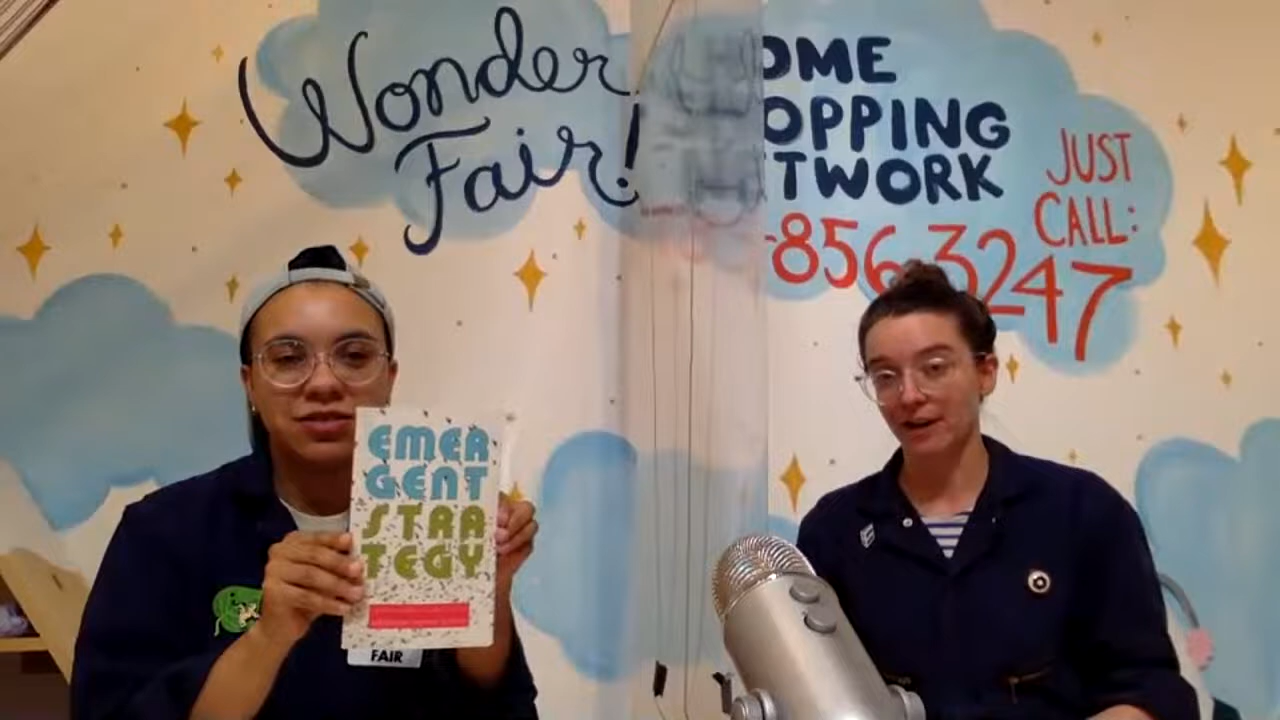 Wonder
Fair!
OME
OPPING
TWORK
JUST
CALL:
-856-3247
EMER
GENT
STRA
TEGY
FAIR